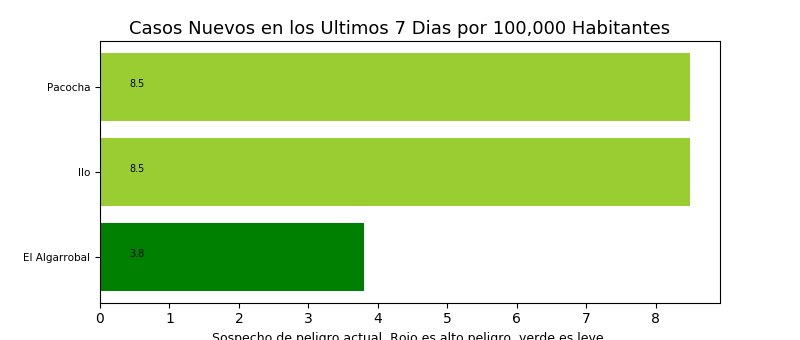 Casos Nuevos en los Ultimos 7 Dias por 100,000 Habitantes
Pacocha
8.5
Ilo
8.5
El Algarrobal
3.8
0 1 2 3 4 5 6 7 8
Sospecho de peligro actual. Rojo es alto peligro, verde es leve